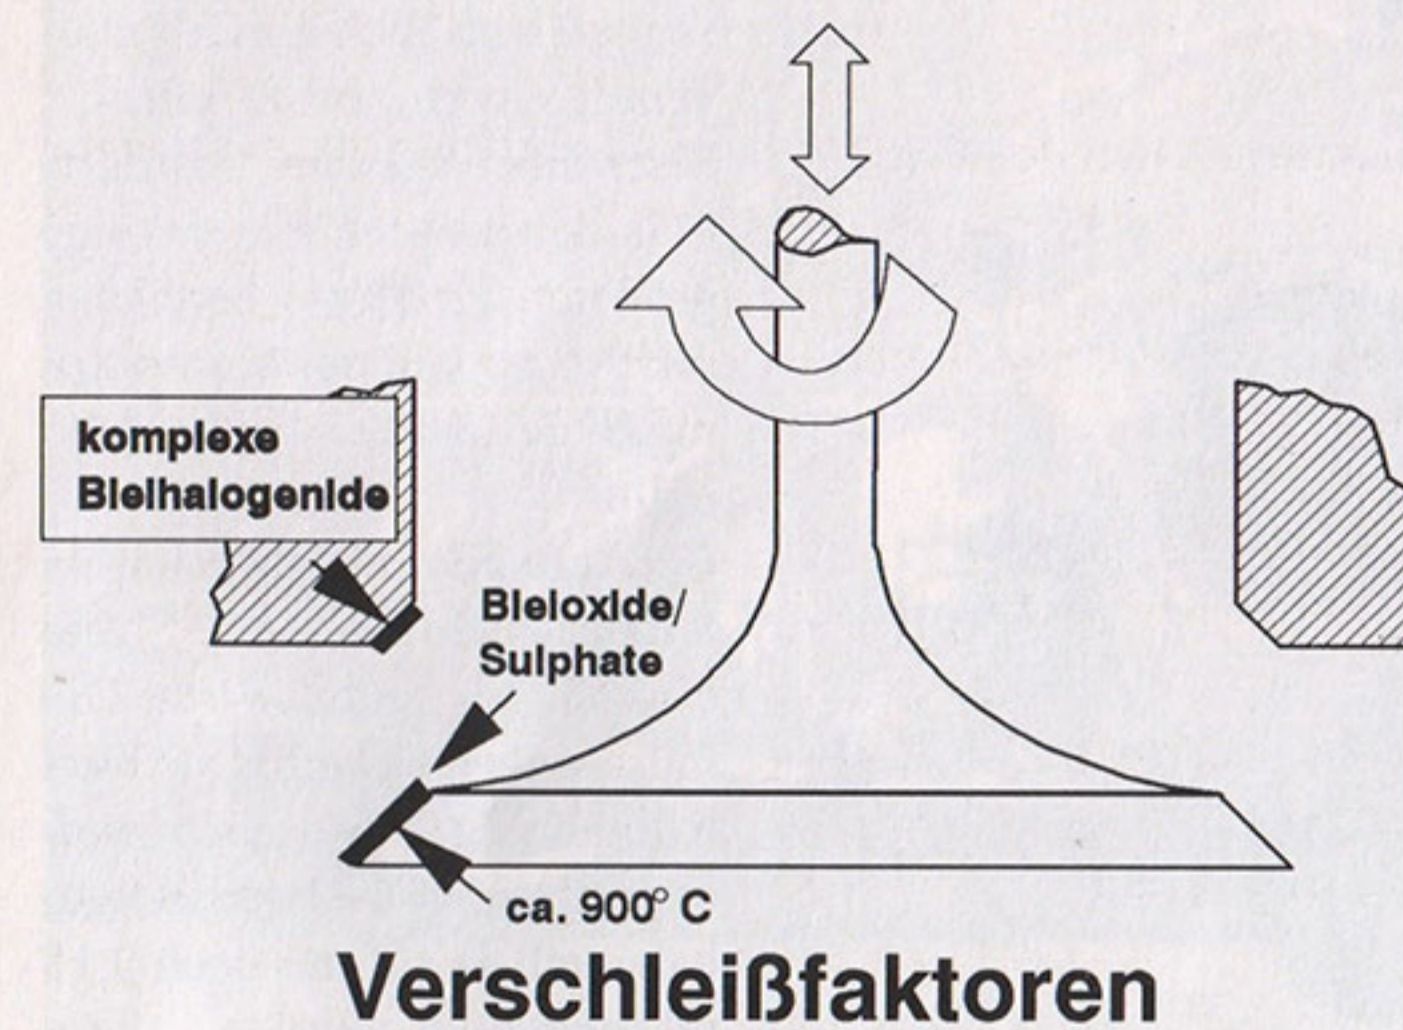 komplexe
Bleihalogenide
Bleioxide/
Sulphate
ca. 900° C
Verschleißfaktoren